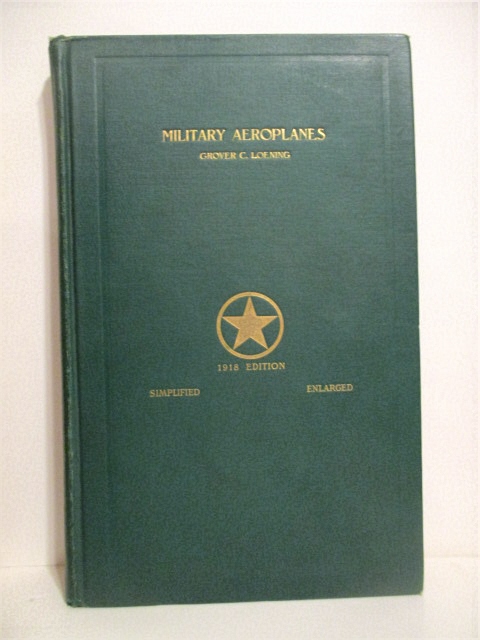 MILITARY AEROPLANES
GROVER C. LOENING
1918 EDITION
SIMPLIFIED
ENLARGED